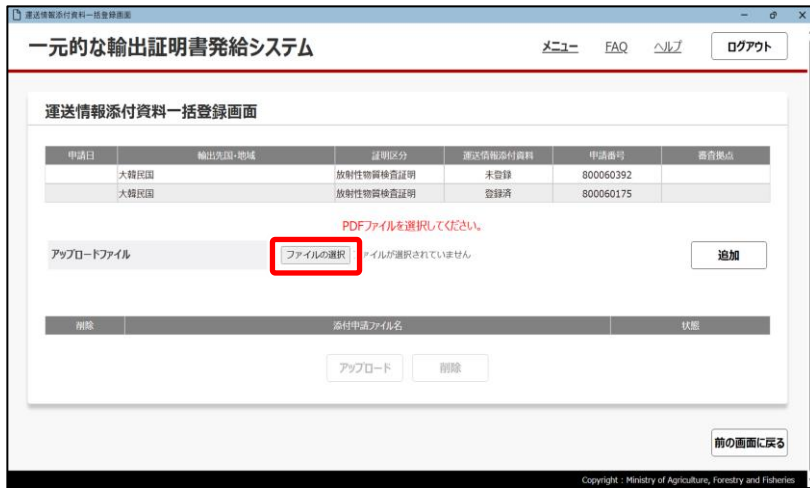 運送情報添付資料一括登録画面
一元的な輸出証明書発給システム
メニュー FAQ ヘルプ ログアウト
運送情報添付資料一括登録画面
申請日 輸出先国・地域 証明区分 運送情報添付資料 申請番号 審査拠点
大韓民国 放射性物質検査証明 未登録 800060392
大韓民国 放射性物質検査証明 登録済 800060175
PDFファイルを選択してください。
アップロードファイル ファイルの選択 ファイルが選択されていません 追加
削除 添付申請ファイル名 状態
アップロード 削除
前の画面に戻る
Copyright : Ministry of Agriculture, Forestry and Fisheries